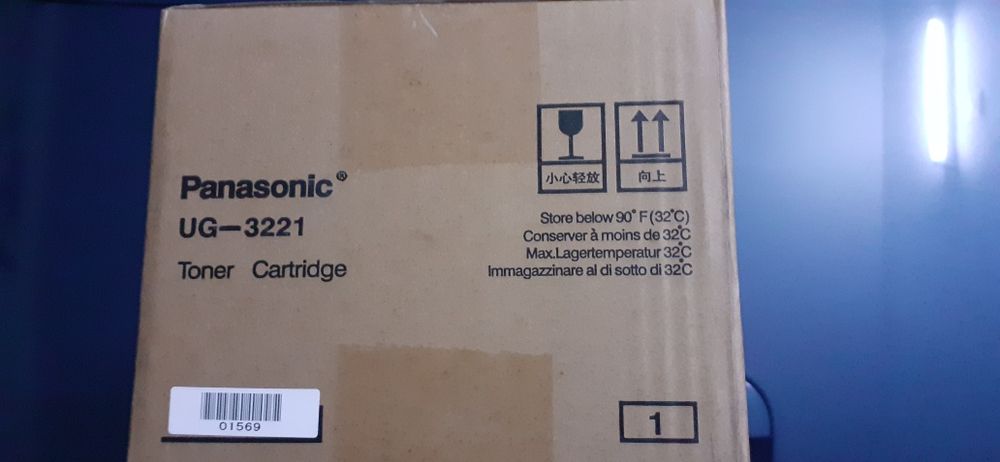 Panasonic®
UG-3221
Toner Cartridge
小心轻放
向上
Store below 90°F (32°C)
Conserver à moins de 32°C
Max.Lagertemperatur 32°C
Immagazzinare al di sotto di 32°C
01569
1